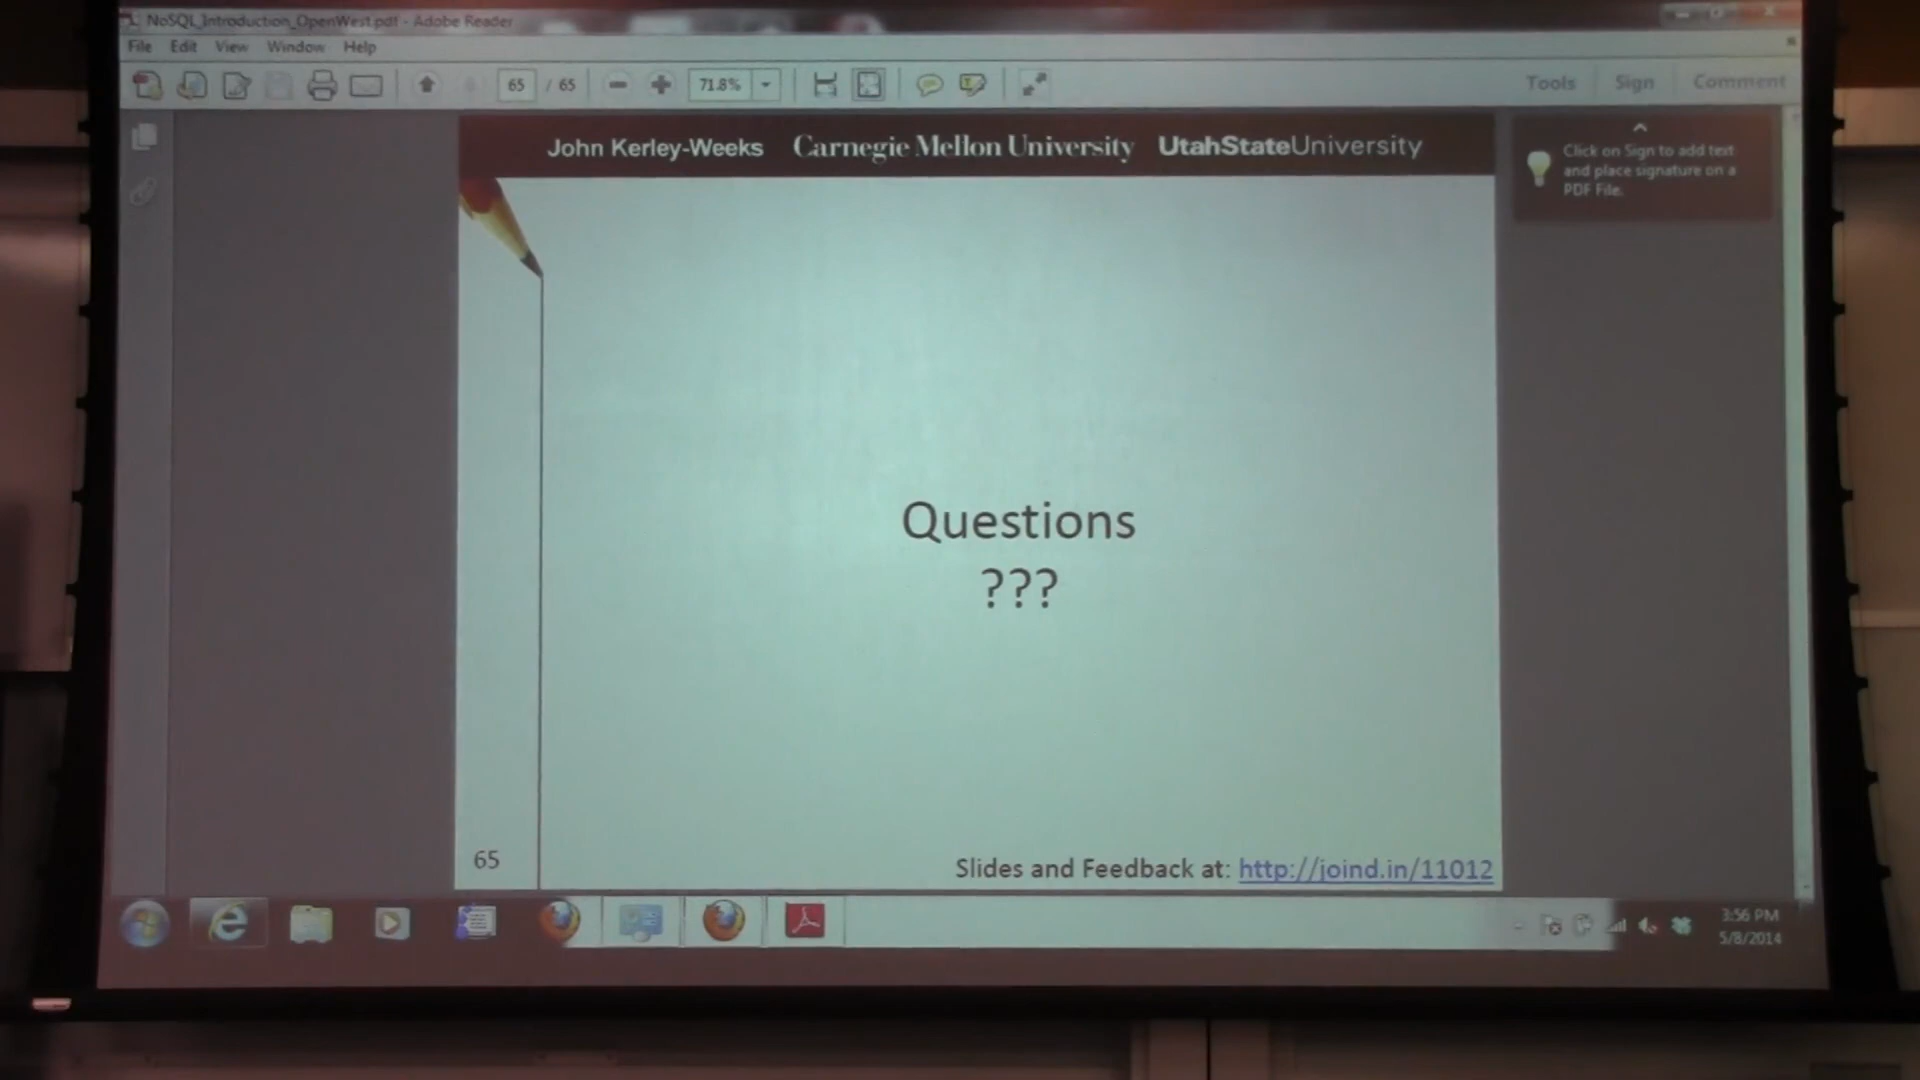 NoSQL_Introduction_OpenWest.pdf - Adobe Reader
File Edit View Window Help
65 / 65 71.8% Tools Sign Comment
John Kerley-Weeks Carnegie Mellon University UtahStateUniversity
Click on Sign to add text
and place signature on a
PDF File.
Questions
???
65
Slides and Feedback at: http://joind.in/11012
3:56 PM
5/8/2014